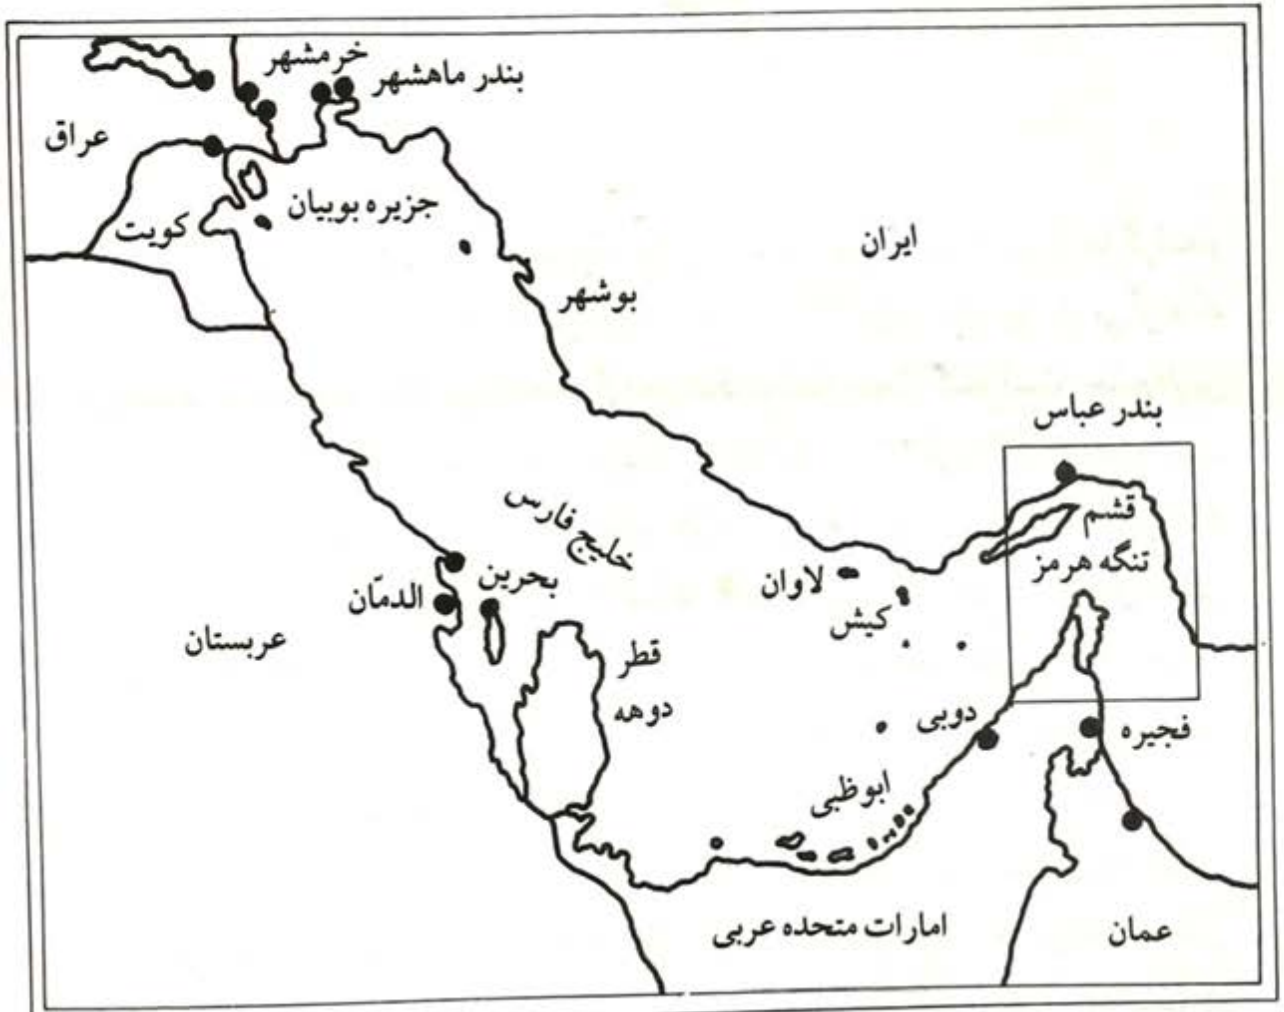 خرمشهر
بندر ماهشهر
عراق
جزیره بوبیان
کویت
ایران
بوشهر
بندر عباس
خلیج فارس
قشم
تنگه هرمز
لاوان
کیش
بحرین
الدمّان
عربستان
قطر
دوهه
دوبی
فجیره
ابوظبی
امارات متحده عربی
عمان